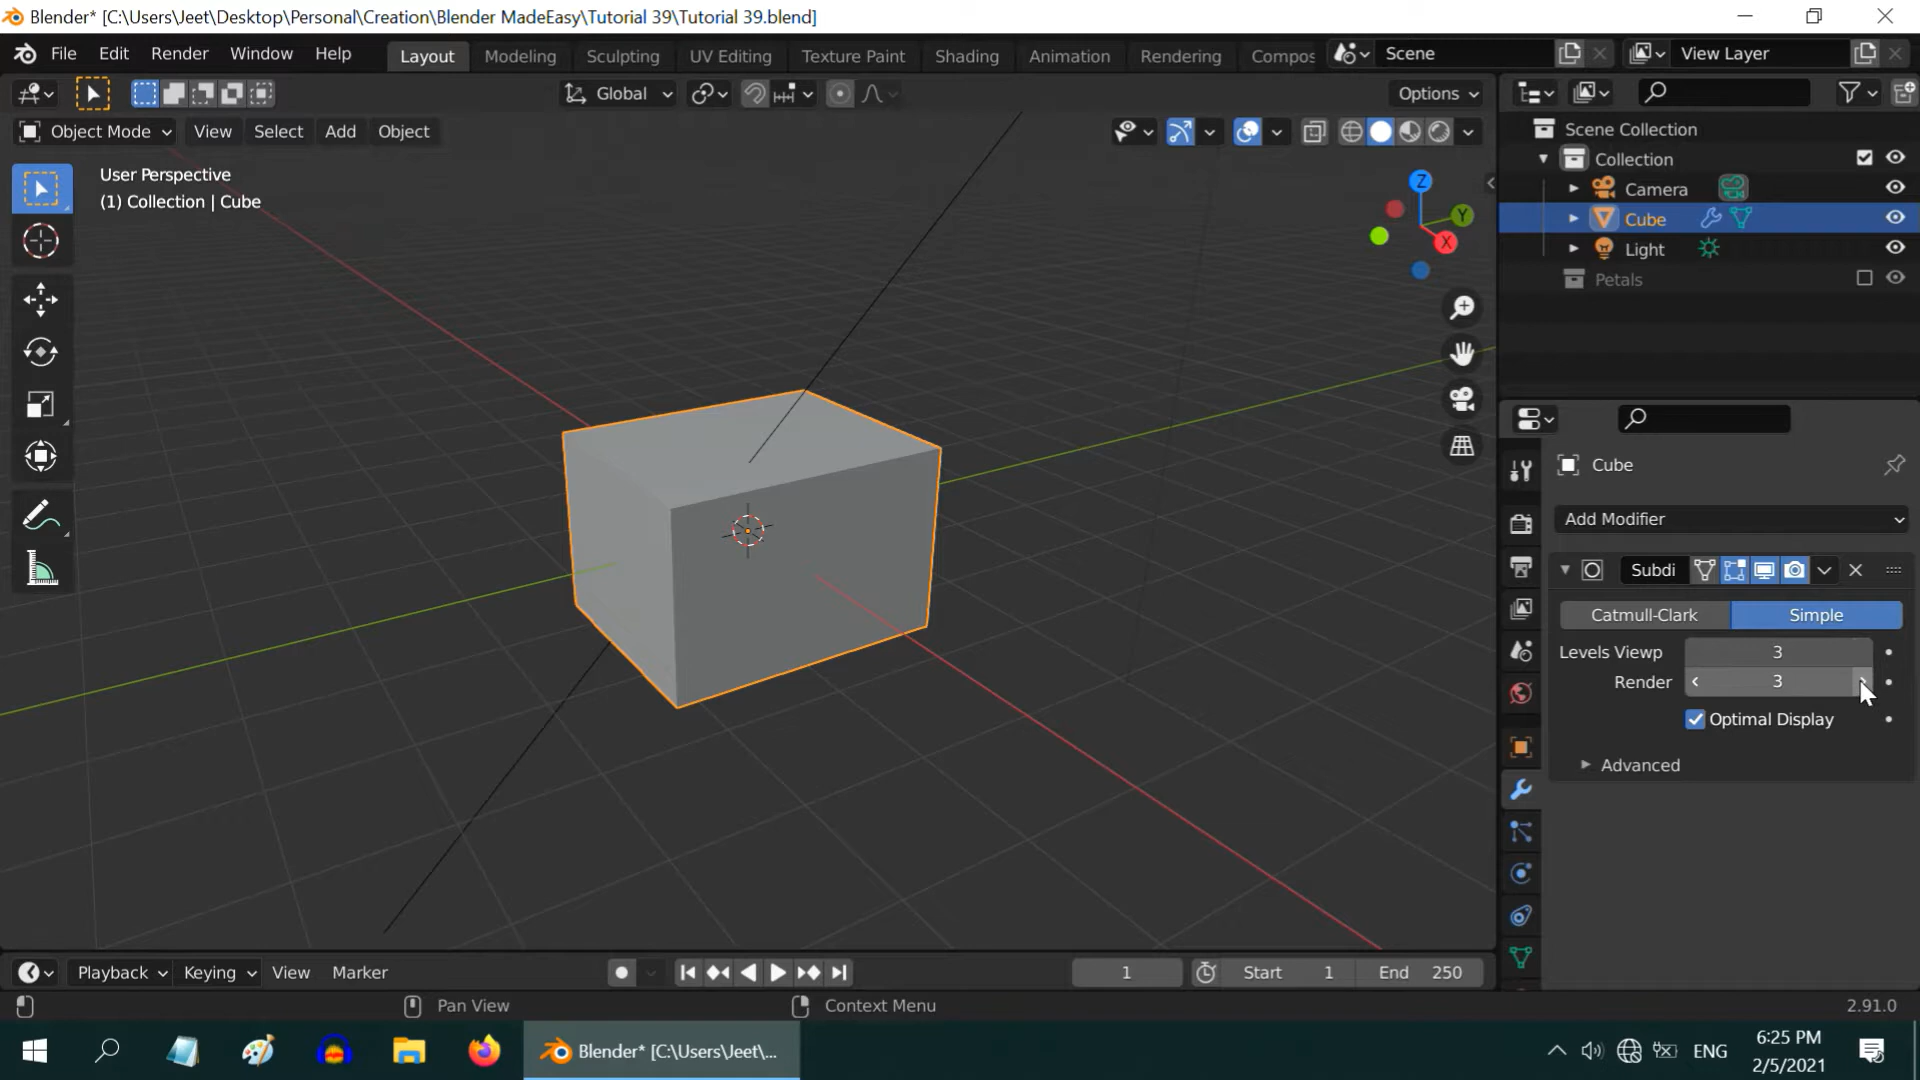 Blender* [C:\Users\Jeet\Desktop\Personal\Creation\Blender MadeEasy\Tutorial 39\Tutorial 39.blend]
File Edit Render Window Help Layout Modeling Sculpting UV Editing Texture Paint Shading Animation Rendering Compos Scene View Layer
Global Options
Object Mode View Select Add Object
User Perspective
(1) Collection | Cube
Z
Y
X
Scene Collection
Collection
Camera
Cube
Light
Petals
Cube
Add Modifier
Subdi
Catmull-Clark Simple
Levels Viewp 3
Render 3
Optimal Display
Advanced
Playback Keying View Marker 1 Start 1 End 250
Pan View Context Menu 2.91.0
Blender* [C:\Users\Jeet\... ENG 6:25 PM
2/5/2021